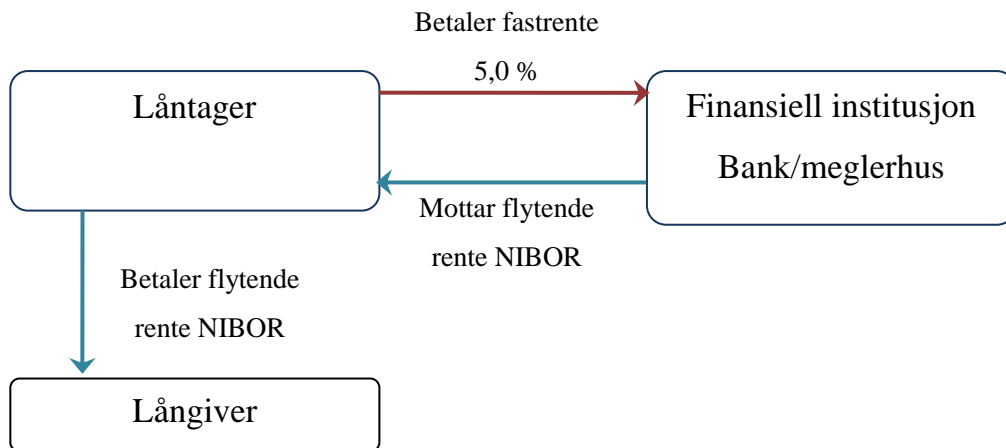 Betaler fastrente
5,0 %
Låntager
Finansiell institusjon
Bank/meglerhus
Mottar flytende
rente NIBOR
Betaler flytende
rente NIBOR
Långiver